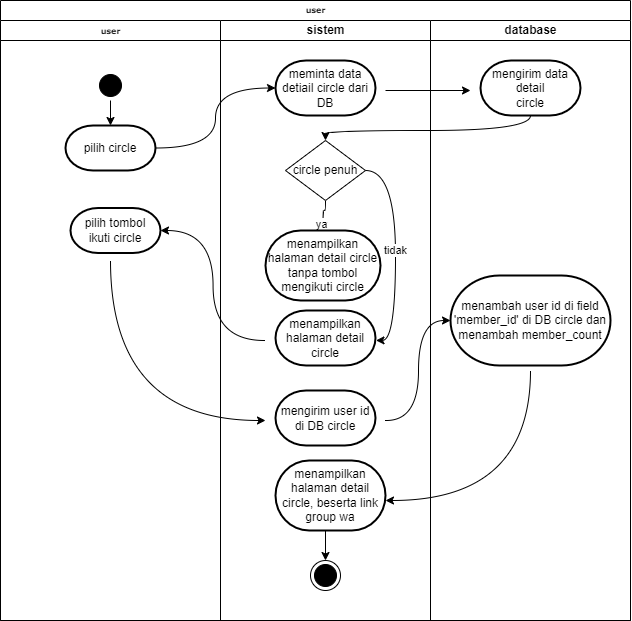 user
user
sistem
database
meminta data
detiail circle dari
DB
mengirim data
detail
circle
pilih circle
circle penuh
ya
tidak
pilih tombol
ikuti circle
menampilkan
halaman detail circle
tanpa tombol
mengikuti circle
menampilkan
halaman detail
circle
menambah user id di field
'member_id' di DB circle dan
menambah member_count
mengirim user id
di DB circle
menampilkan
halaman detail
circle, beserta link
group wa